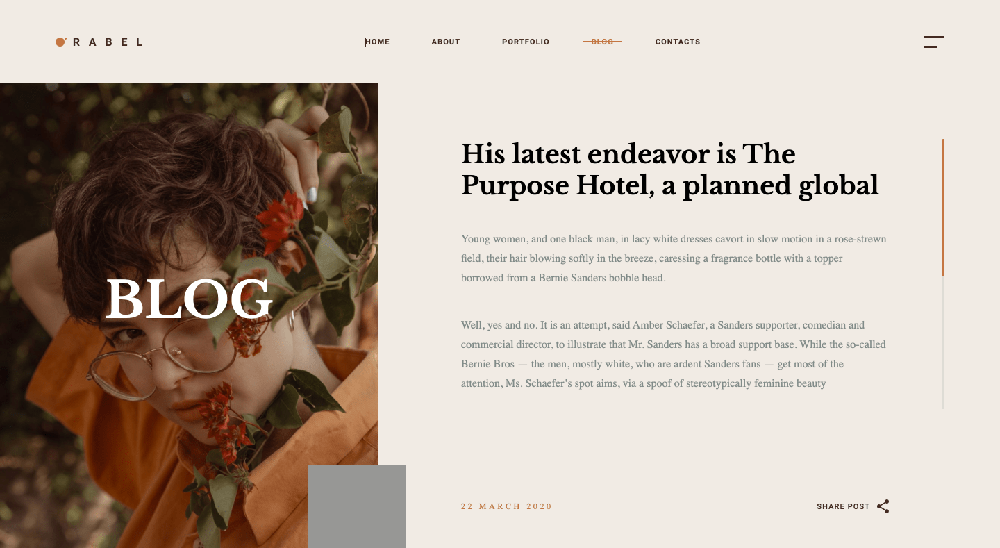 RABEL
HOME
ABOUT
PORTFOLIO
BLOG
CONTACTS
BLOG
His latest endeavor is The
Purpose Hotel, a planned global
Young women, and one black man, in lacy white dresses cavort in slow motion in a rose-strewn
field, their hair blowing softly in the breeze, caressing a fragrance bottle with a topper
borrowed from a Bernie Sanders bobble head.
Well, yes and no. It is an attempt, said Amber Schaefer, a Sanders supporter, comedian and
commercial director, to illustrate that Mr. Sanders has a broad support base. While the so-called
Bernie Bros — the men, mostly white, who are ardent Sanders fans — get most of the
attention, Ms. Schaefer's spot aims, via a spoof of stereotypically feminine beauty
22 MARCH 2020
SHARE POST